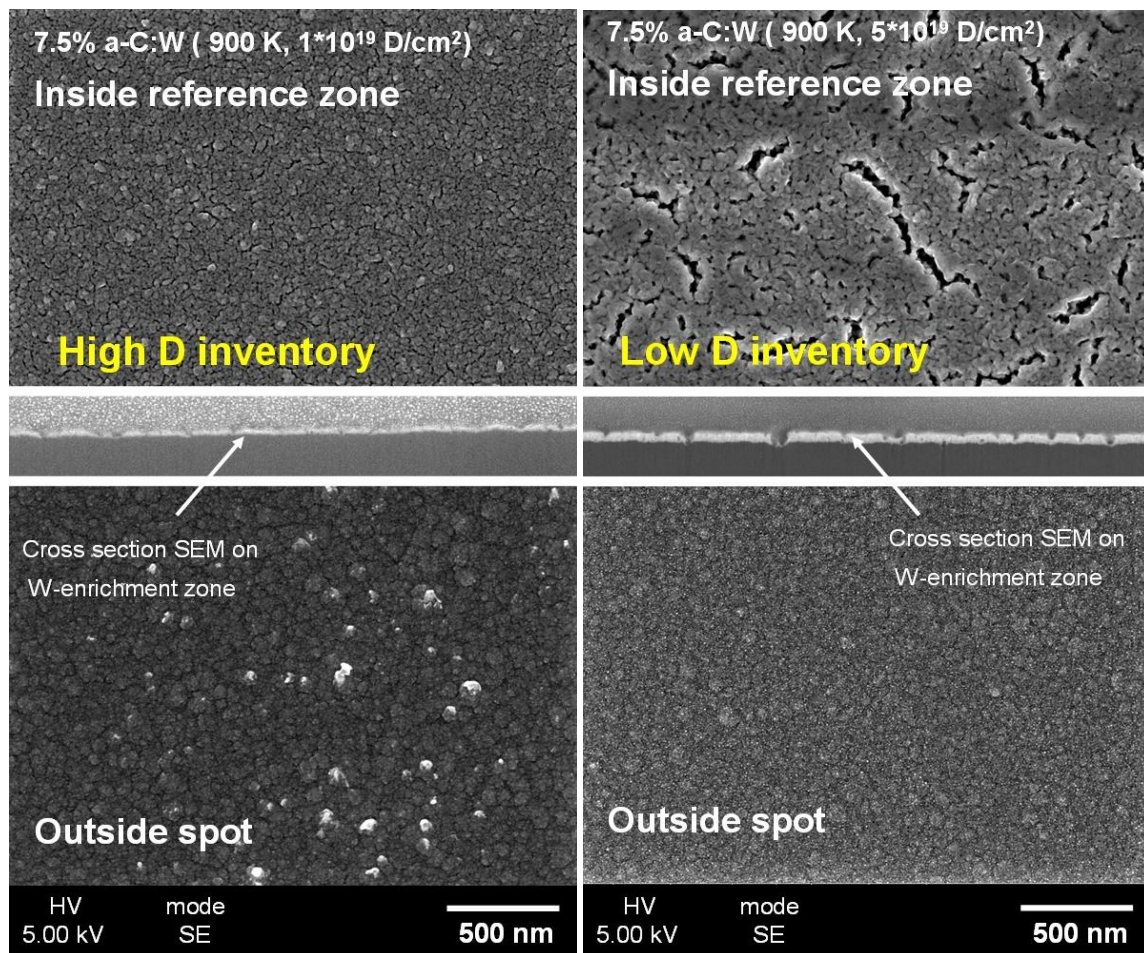 7.5% a-C:W ( 900 K, 1*10¹⁹ D/cm²)
Inside reference zone
High D inventory
Cross section SEM on
W-enrichment zone
Outside spot
HV mode
5.00 kV SE 500 nm
7.5% a-C:W ( 900 K, 5*10¹⁹ D/cm²)
Inside reference zone
Low D inventory
Cross section SEM on
W-enrichment zone
Outside spot
HV mode
5.00 kV SE 500 nm